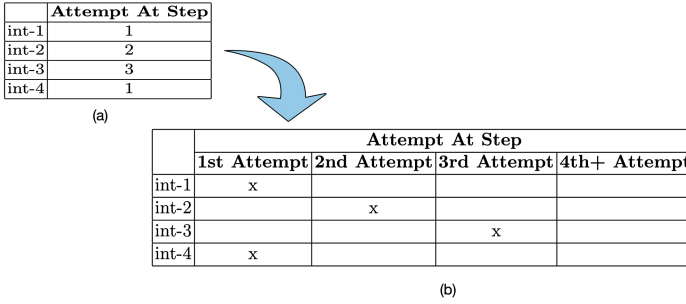 Attempt At Step
int-1 1
int-2 2
int-3 3
int-4 1
(a)
Attempt At Step
1st Attempt 2nd Attempt 3rd Attempt 4th+ Attempt
int-1 x
int-2 x
int-3 x
int-4 x
(b)